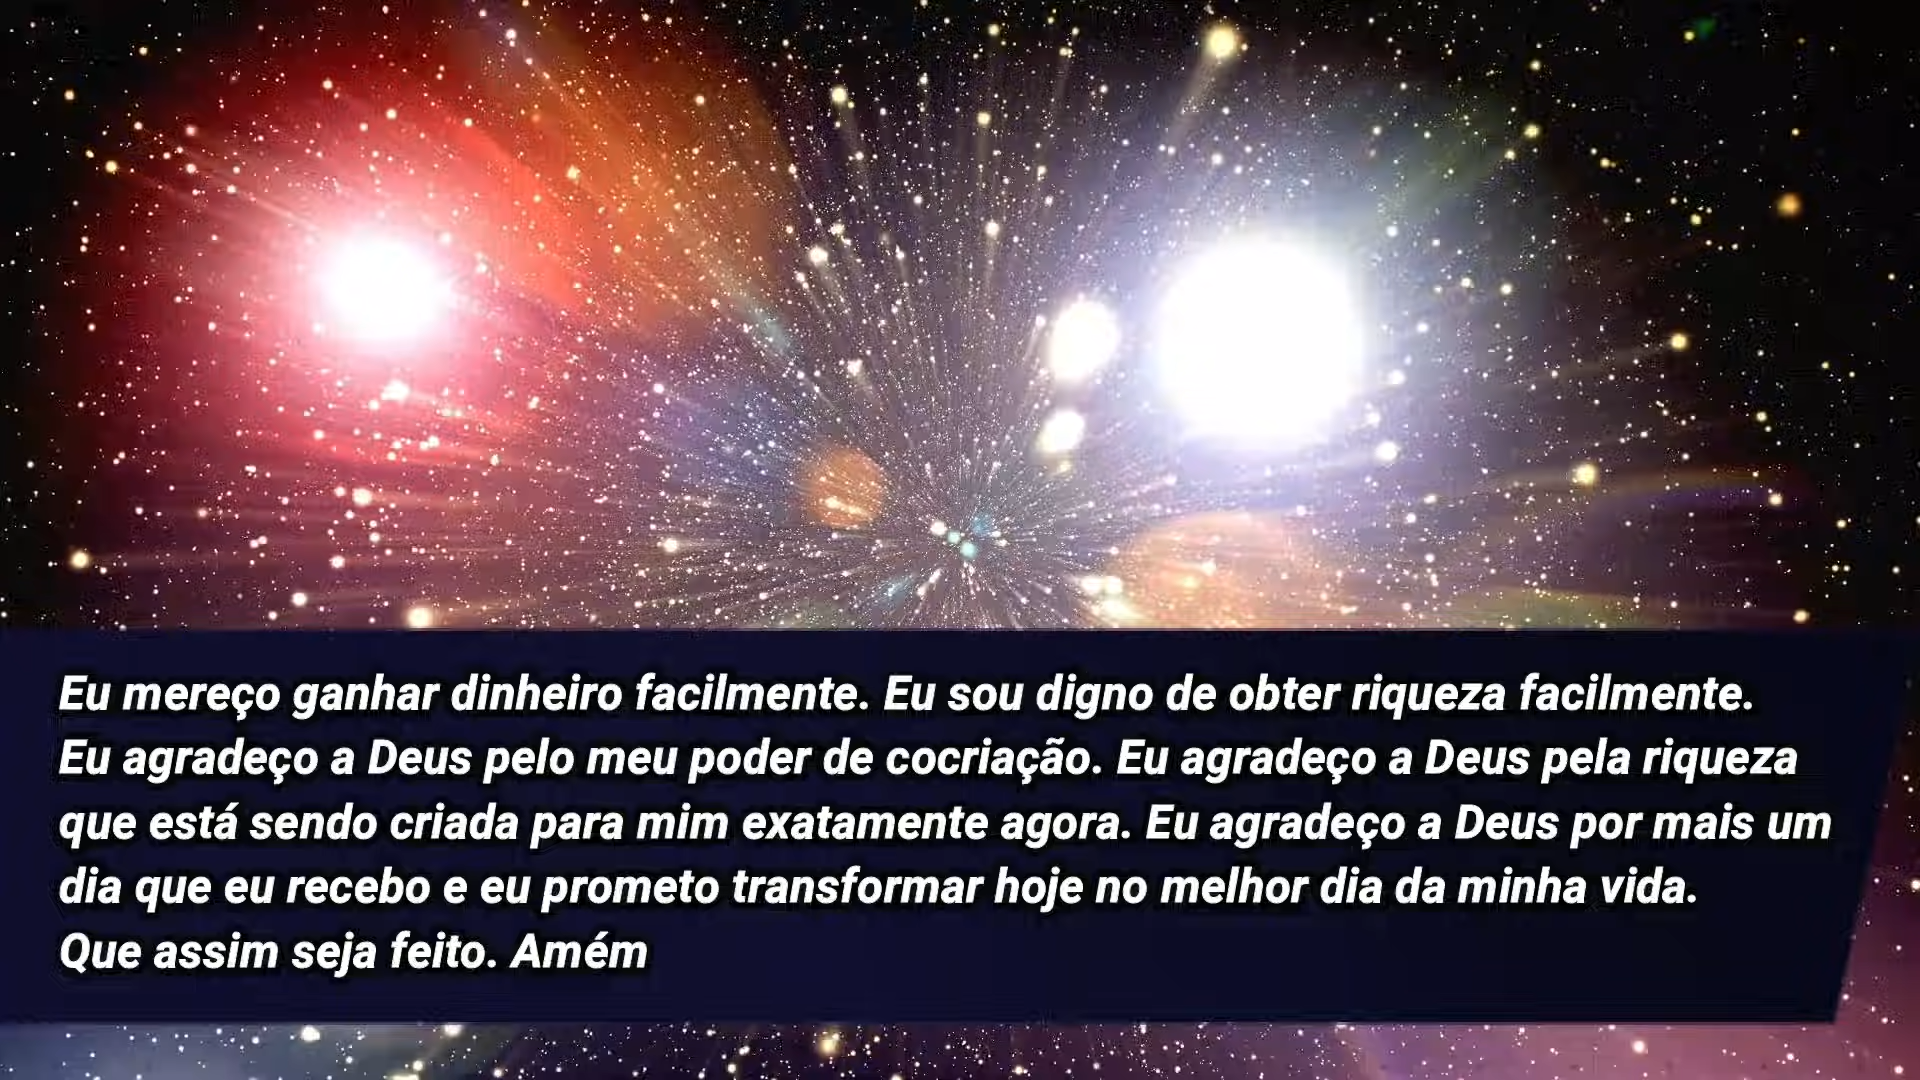 Eu mereço ganhar dinheiro facilmente. Eu sou digno de obter riqueza facilmente.
Eu agradeço a Deus pelo meu poder de cocriação. Eu agradeço a Deus pela riqueza
que está sendo criada para mim exatamente agora. Eu agradeço a Deus por mais um
dia que eu recebo e eu prometo transformar hoje no melhor dia da minha vida.
Que assim seja feito. Amém